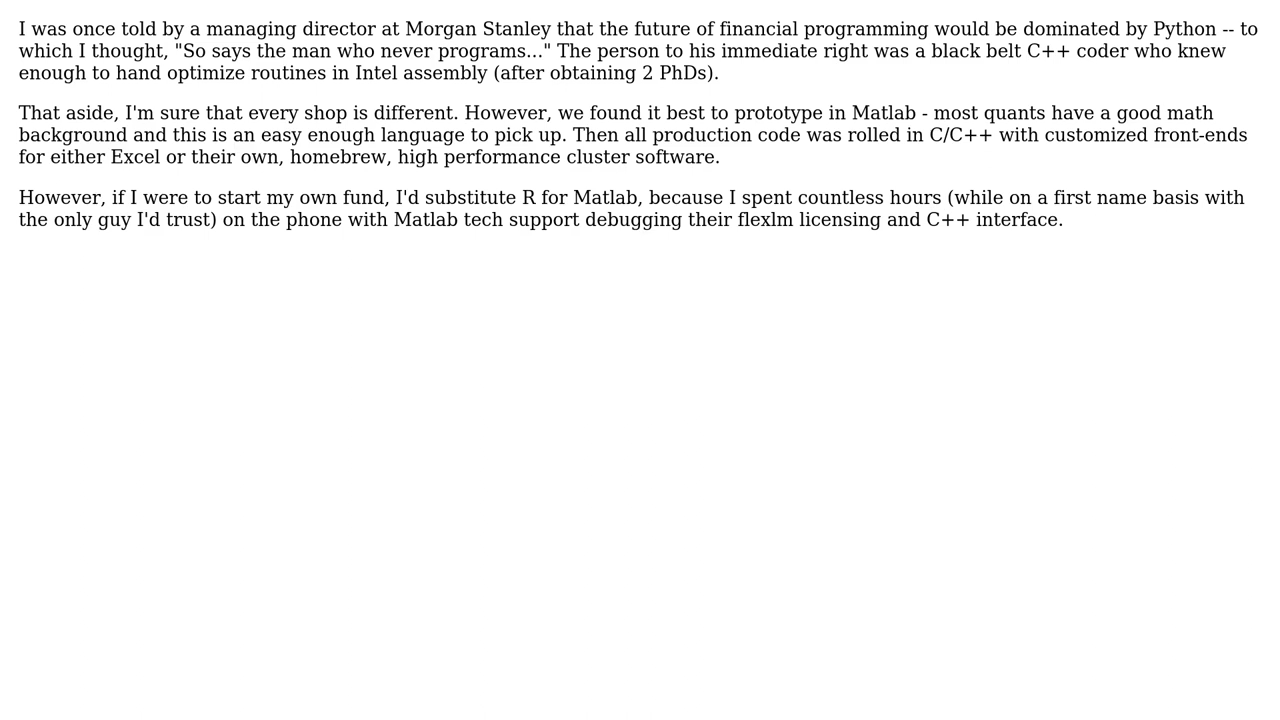 I was once told by a managing director at Morgan Stanley that the future of financial programming would be dominated by Python -- to
which I thought, "So says the man who never programs..." The person to his immediate right was a black belt C++ coder who knew
enough to hand optimize routines in Intel assembly (after obtaining 2 PhDs).
That aside, I'm sure that every shop is different. However, we found it best to prototype in Matlab - most quants have a good math
background and this is an easy enough language to pick up. Then all production code was rolled in C/C++ with customized front-ends
for either Excel or their own, homebrew, high performance cluster software.
However, if I were to start my own fund, I'd substitute R for Matlab, because I spent countless hours (while on a first name basis with
the only guy I'd trust) on the phone with Matlab tech support debugging their flexlm licensing and C++ interface.